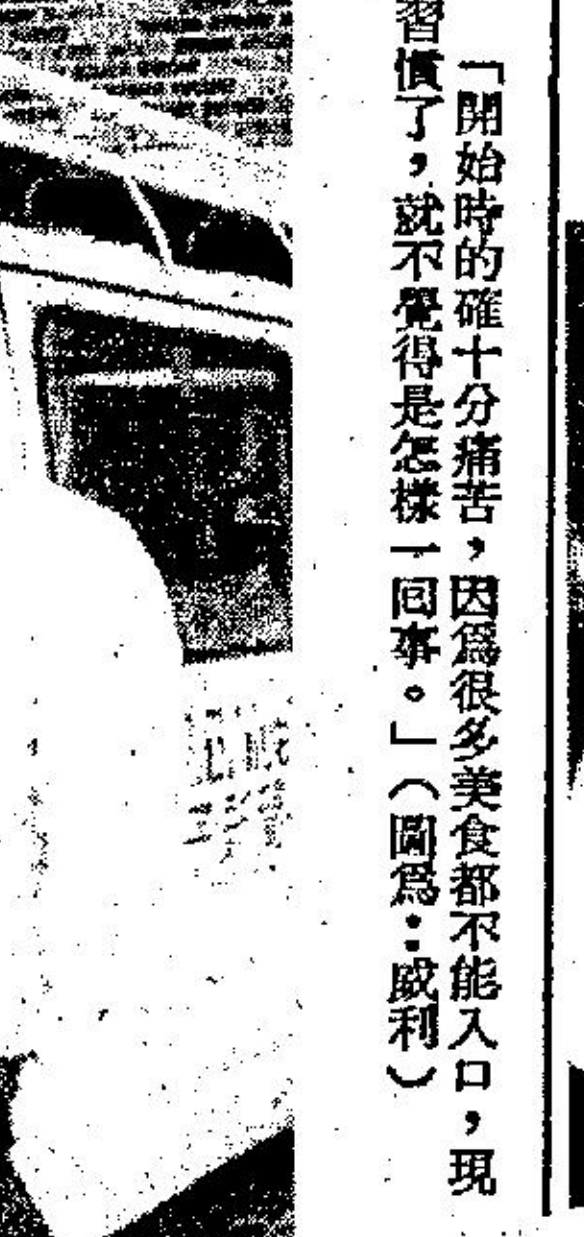 「開始時的確十分痛苦，因爲很多美食都不能入口，現
習慣了，就不覺得是怎樣一回事。」（圖爲：威利）